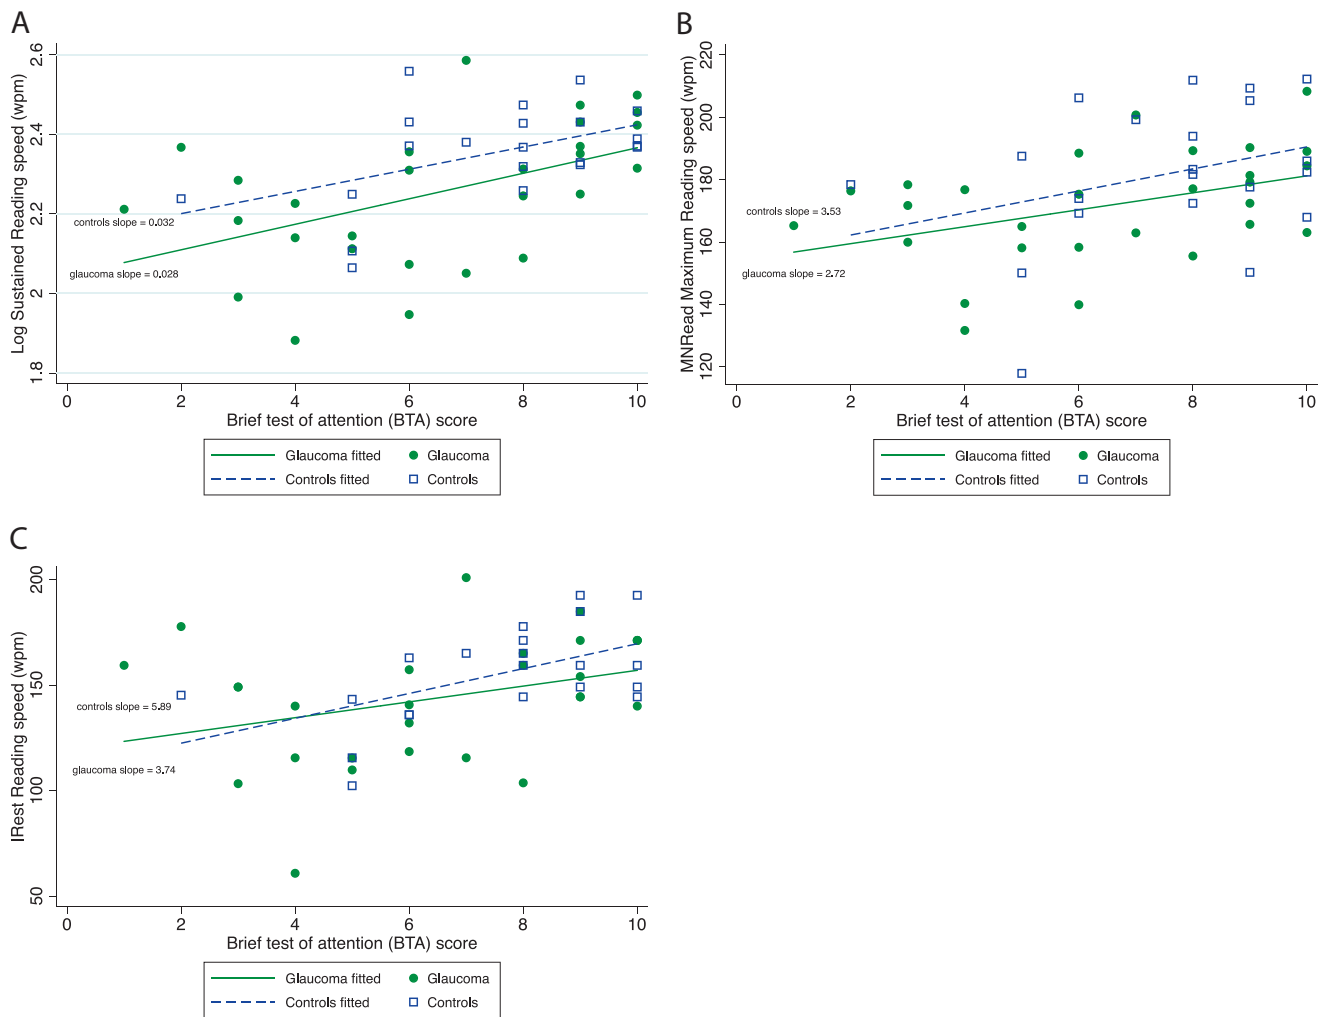 A
Log Sustained Reading speed (wpm)
2.6
2.4
2.2
2
1.8
controls slope = 0.032
glaucoma slope = 0.028
0 2 4 6 8 10
Brief test of attention (BTA) score
Glaucoma fitted Glaucoma
Controls fitted Controls
B
MNRead Maximum Reading speed (wpm)
220
200
180
160
140
120
controls slope = 3.53
glaucoma slope = 2.72
0 2 4 6 8 10
Brief test of attention (BTA) score
Glaucoma fitted Glaucoma
Controls fitted Controls
C
IRest Reading speed (wpm)
200
150
100
50
controls slope = 5.89
glaucoma slope = 3.74
0 2 4 6 8 10
Brief test of attention (BTA) score
Glaucoma fitted Glaucoma
Controls fitted Controls